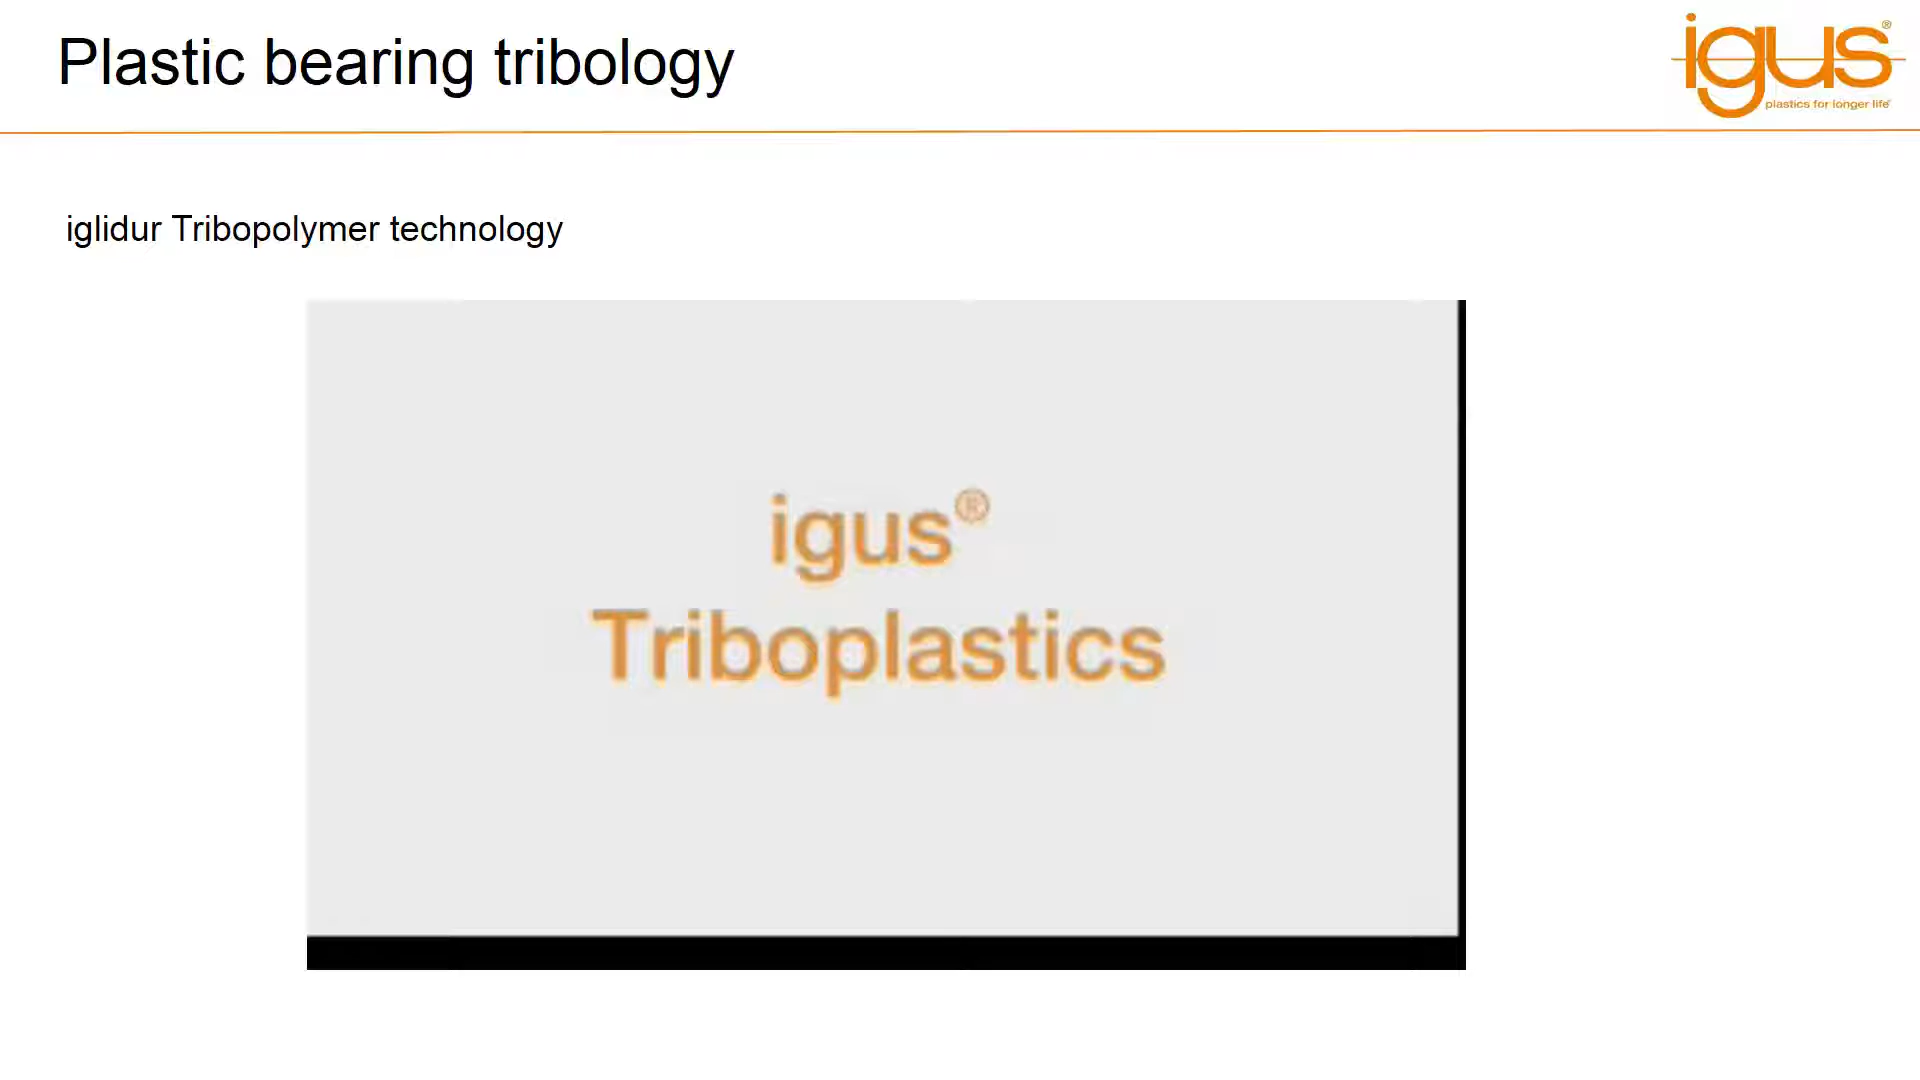 Plastic bearing tribology
igus®
plastics for longer life®
iglidur Tribopolymer technology
igus®
Triboplastics